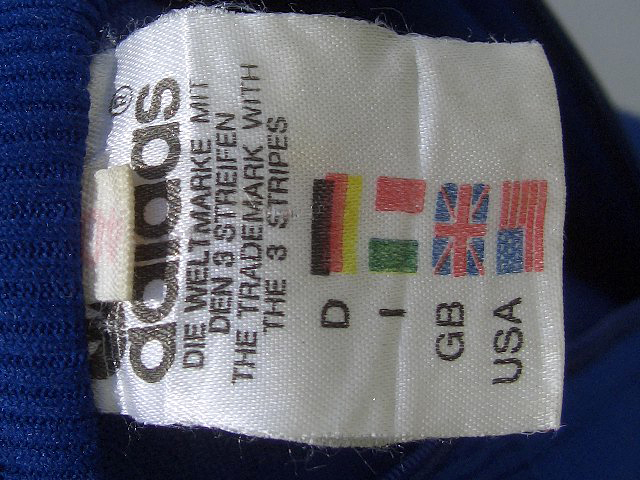 adidas®
DIE WELTMARKE MIT
DEN 3 STREIFEN
THE TRADEMARK WITH
THE 3 STRIPES
D
I
GB
USA